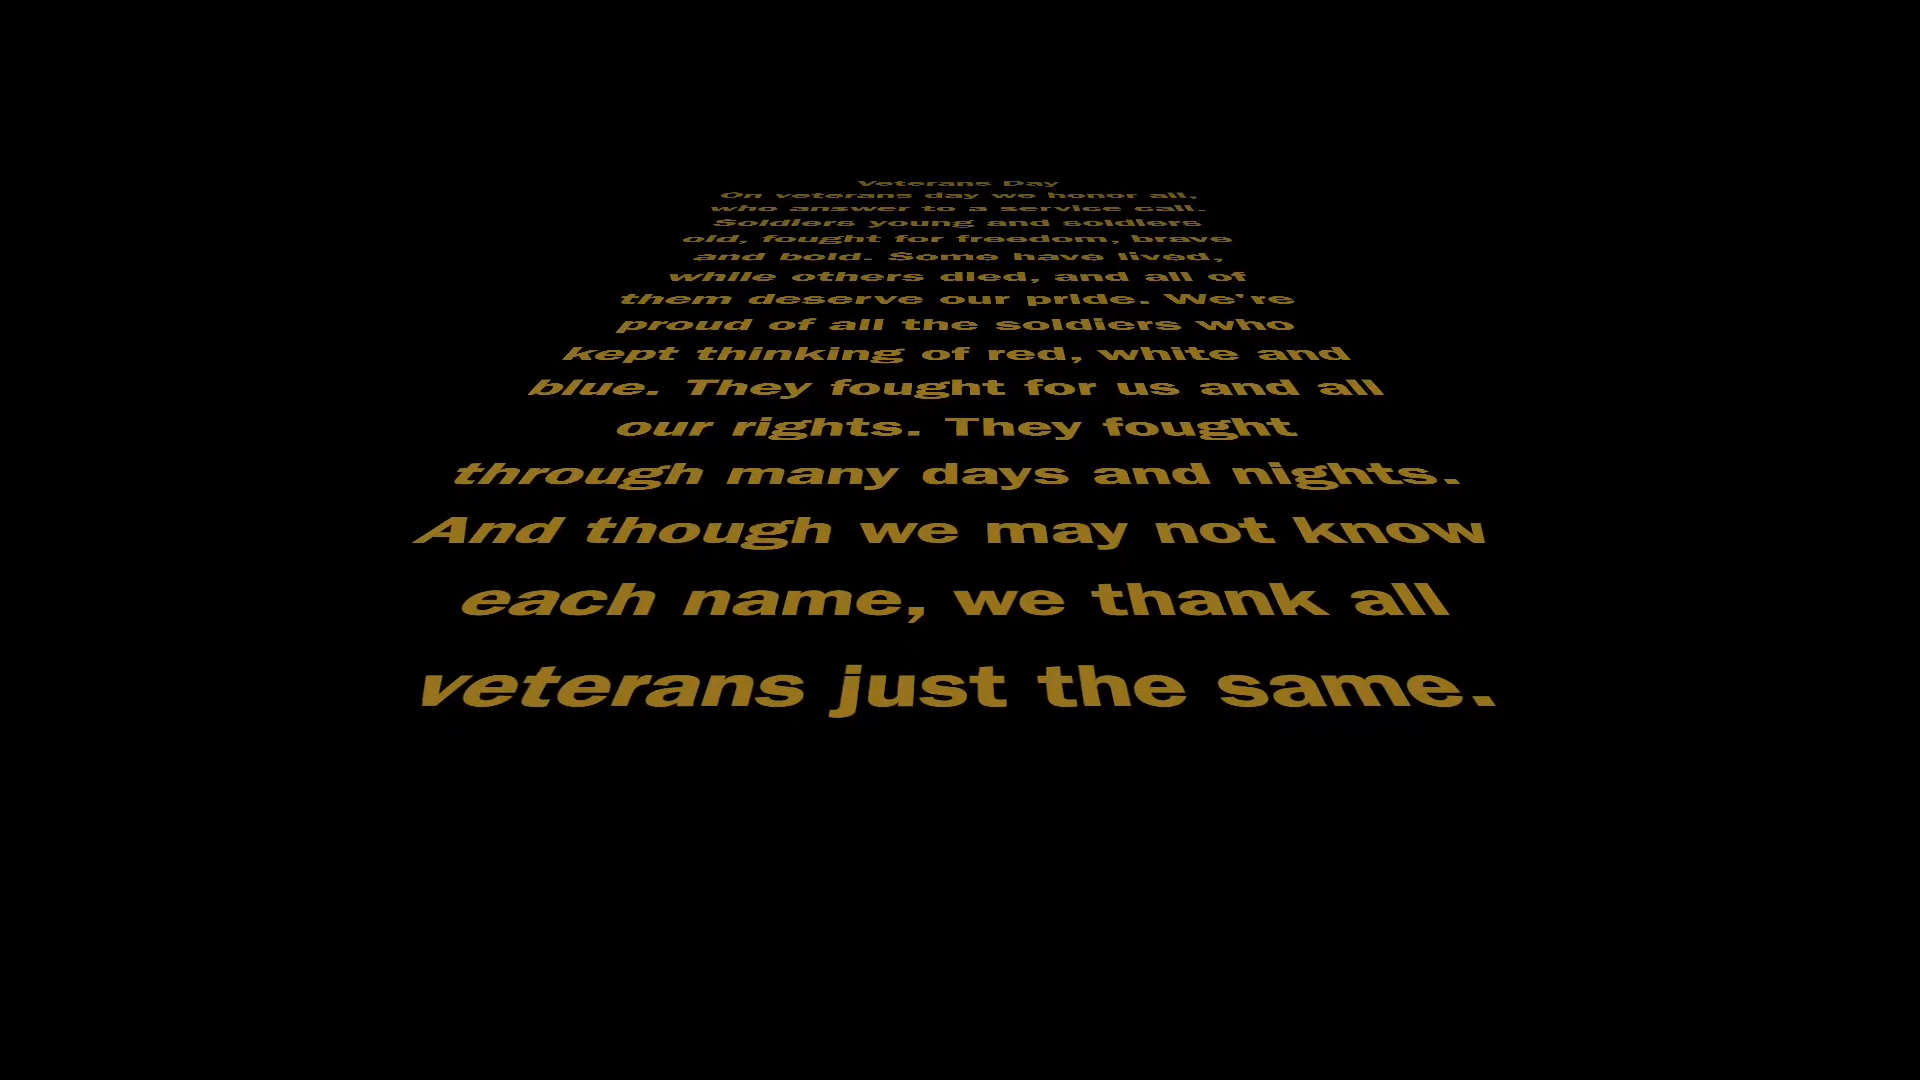 Veterans Day
On veterans day we honor all,
who answer to a service call.
Soldiers young and soldiers
old, fought for freedom, brave
and bold. Some have lived,
while others died, and all of
them deserve our pride. We're
proud of all the soldiers who
kept thinking of red, white and
blue. They fought for us and all
our rights. They fought
through many days and nights.
And though we may not know
each name, we thank all
veterans just the same.